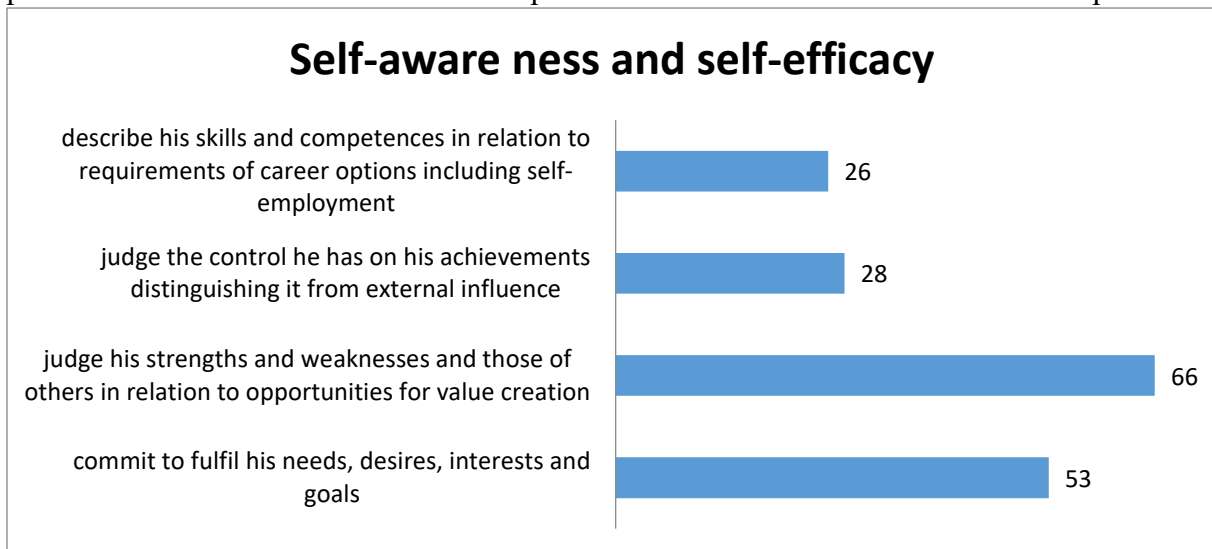 Self-aware ness and self-efficacy
describe his skills and competences in relation to
requirements of career options including self-
employment
26
judge the control he has on his achievements
distinguishing it from external influence
28
judge his strengths and weaknesses and those of
others in relation to opportunities for value creation
66
commit to fulfil his needs, desires, interests and
goals
53